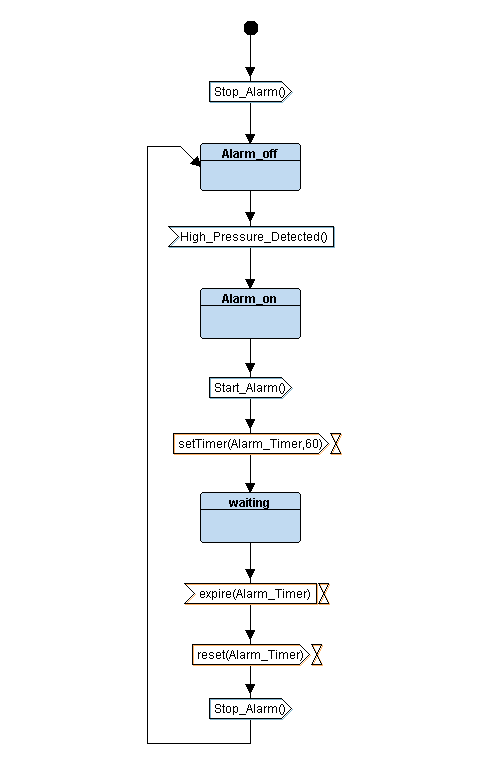 Stop_Alarm()
Alarm_off
High_Pressure_Detected()
Alarm_on
Start_Alarm()
setTimer(Alarm_Timer,60)
waiting
expire(Alarm_Timer)
reset(Alarm_Timer)
Stop_Alarm()